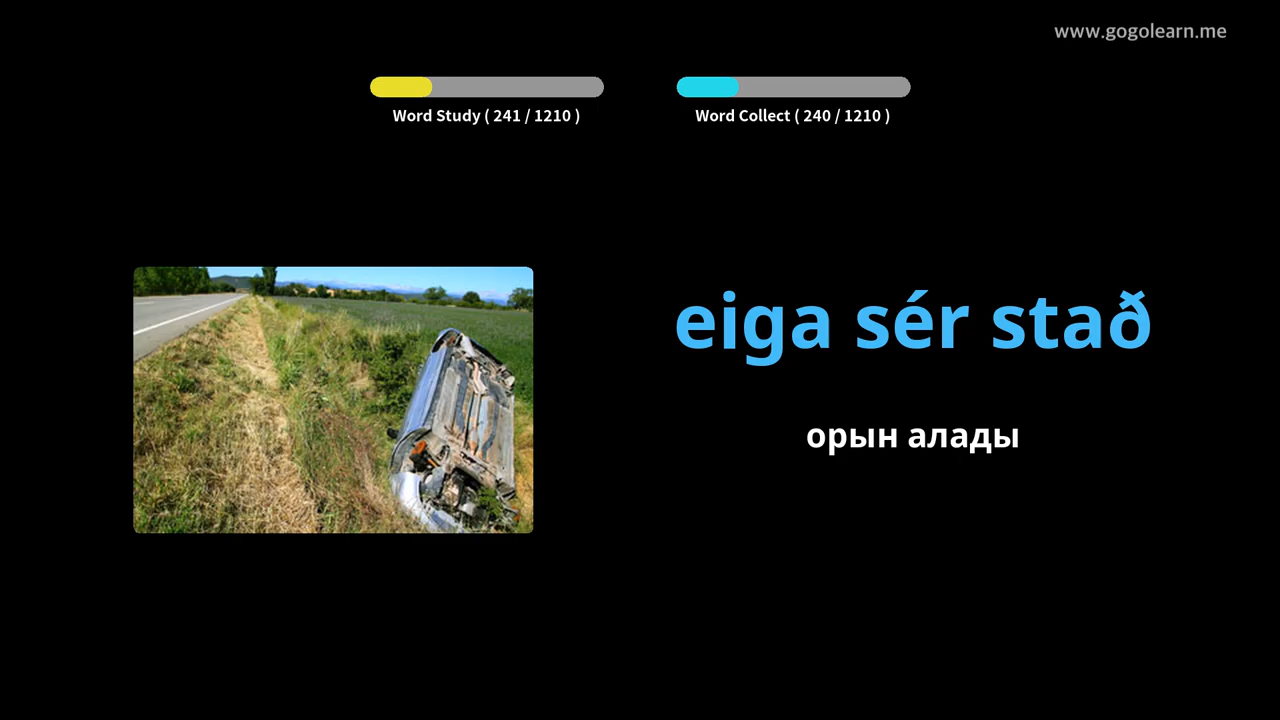 www.gogolearn.me
Word Study ( 241 / 1210 )
Word Collect ( 240 / 1210 )
eiga sér stað
орын алады